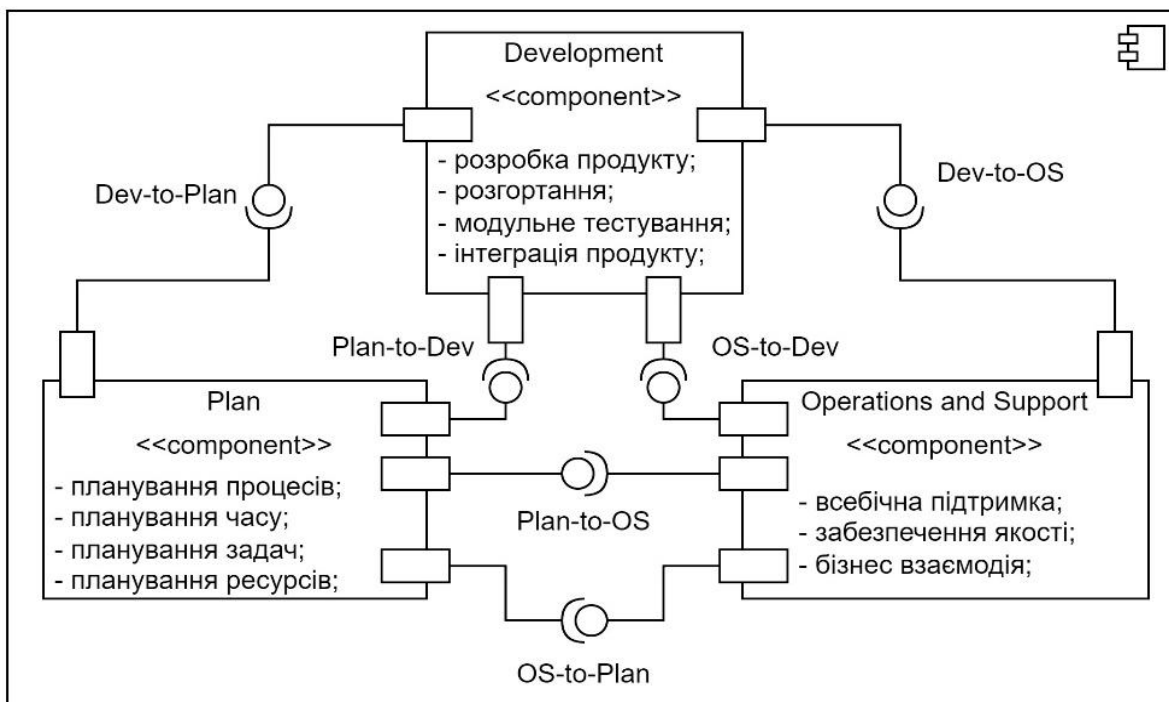 Development
<<component>>
- розробка продукту;
- розгортання;
- модульне тестування;
- інтеграція продукту;
Dev-to-Plan
Dev-to-OS
Plan-to-Dev
OS-to-Dev
Plan
<<component>>
- планування процесів;
- планування часу;
- планування задач;
- планування ресурсів;
Operations and Support
<<component>>
- всебічна підтримка;
- забезпечення якості;
- бізнес взаємодія;
Plan-to-OS
OS-to-Plan